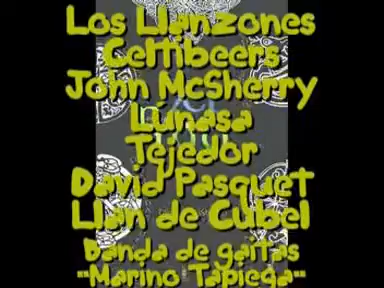 Los Llanzones
Celtibeers
John McSherry
Lúnasa
Tejedor
David Pasquet
Llan de Cubel
Banda de gaitas
"Marino Tapiega"